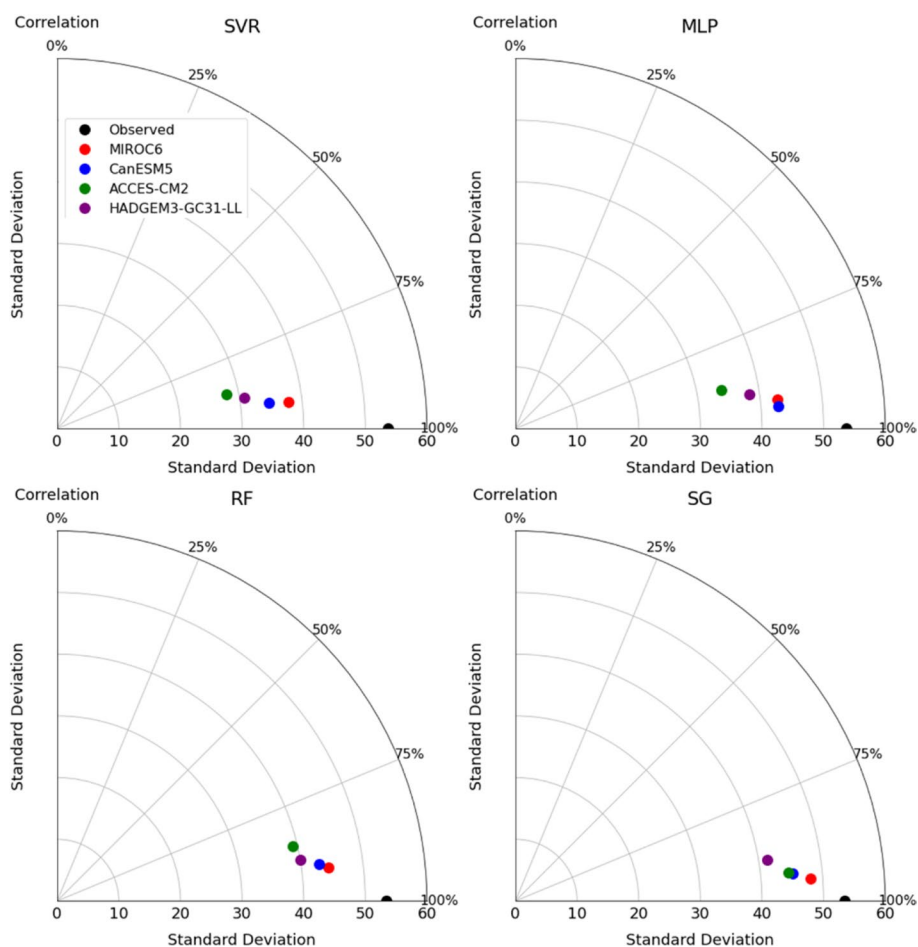 Correlation
SVR
0%
25%
50%
75%
100%
Observed
MIROC6
CanESM5
ACCES-CM2
HADGEM3-GC31-LL
Standard Deviation
0 10 20 30 40 50 60
Standard Deviation
Correlation
MLP
0%
25%
50%
75%
100%
Standard Deviation
0 10 20 30 40 50 60
Standard Deviation
Correlation
RF
0%
25%
50%
75%
100%
Standard Deviation
0 10 20 30 40 50 60
Standard Deviation
Correlation
SG
0%
25%
50%
75%
100%
Standard Deviation
0 10 20 30 40 50 60
Standard Deviation